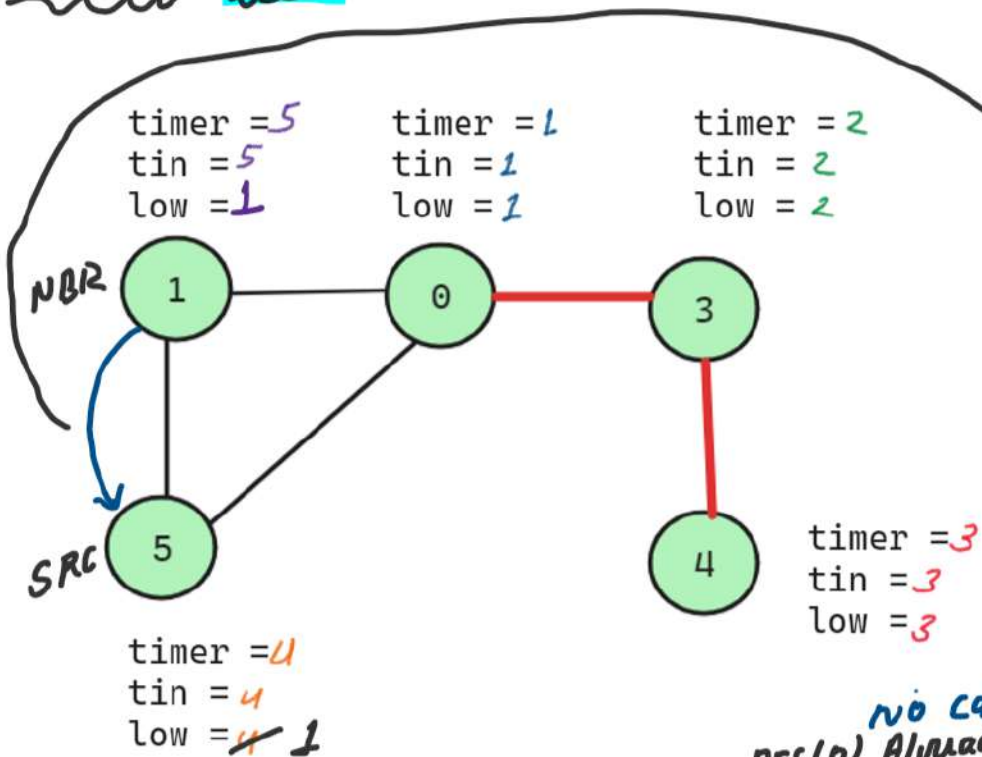 timer =5
tin =5
low =1
timer =1
tin =1
low =1
timer =2
tin = 2
low = 2
NBR
1
0
3
SRC
5
4
timer =3
tin =3
low =3
timer =4
tin = 4
low =4 1
NO